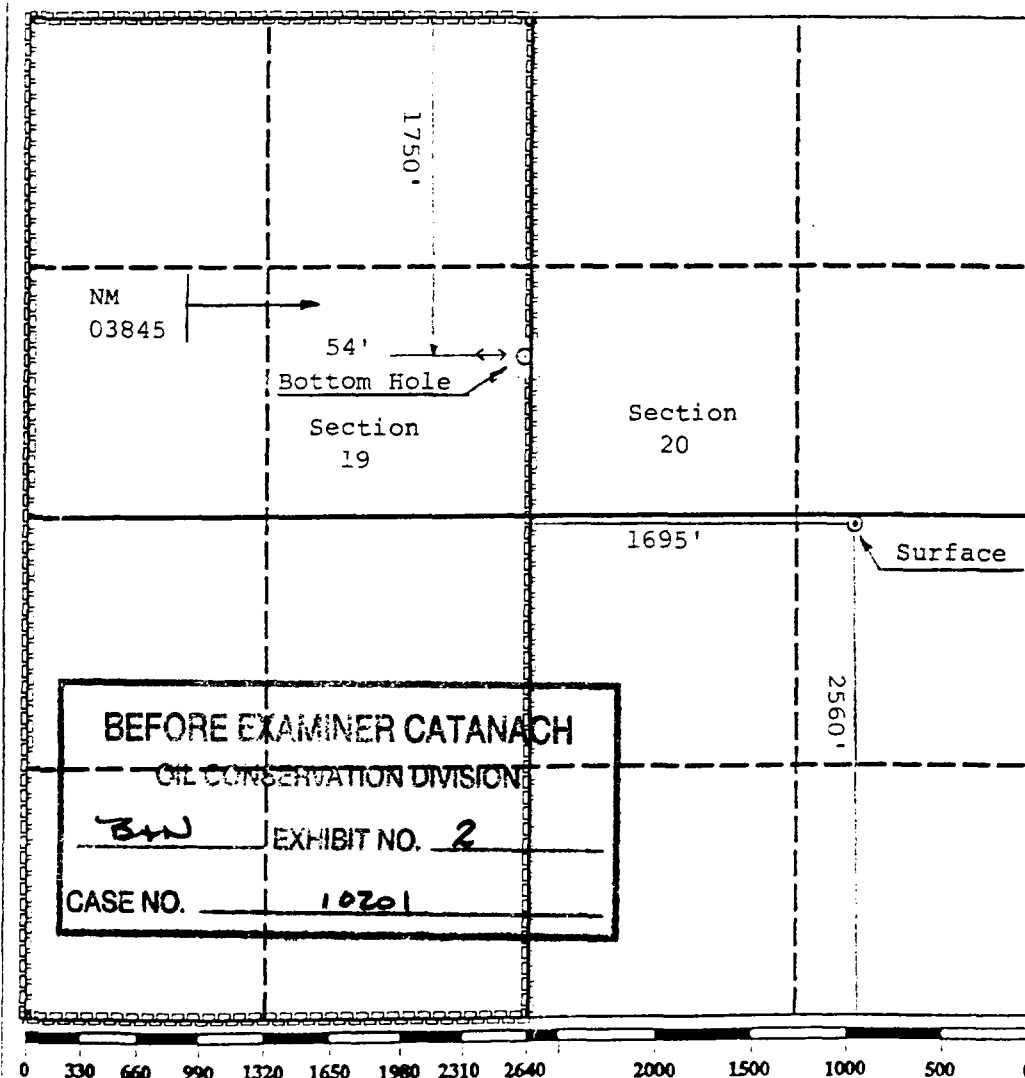 1750'
NM
03845
54'
Bottom Hole
Section
19
Section
20
1695'
Surface
2560'
BEFORE EXAMINER CATANACH
OIL CONSERVATION DIVISION
EXHIBIT NO. 2
CASE NO. 10201
0 330 660 990 1320 1650 1980 2310 2640 2000 1500 1000 500